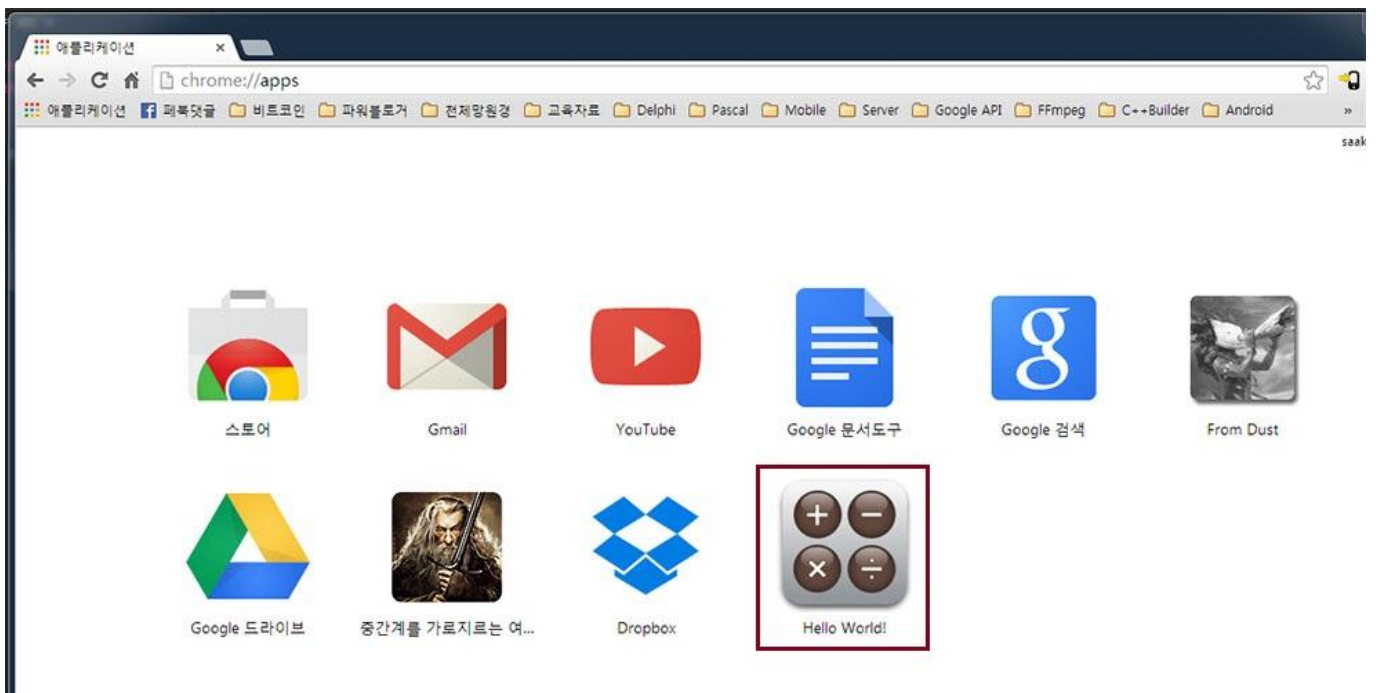 애플리케이션
chrome://apps
애플리케이션 페북댓글 비트코인 파워블로거 천체망원경 교육자료 Delphi Pascal Mobile Server Google API FFmpeg C++Builder Android »
saak
스토어 Gmail YouTube Google 문서도구 Google 검색 From Dust
Google 드라이브 중간계를 가로지르는 여... Dropbox Hello World!